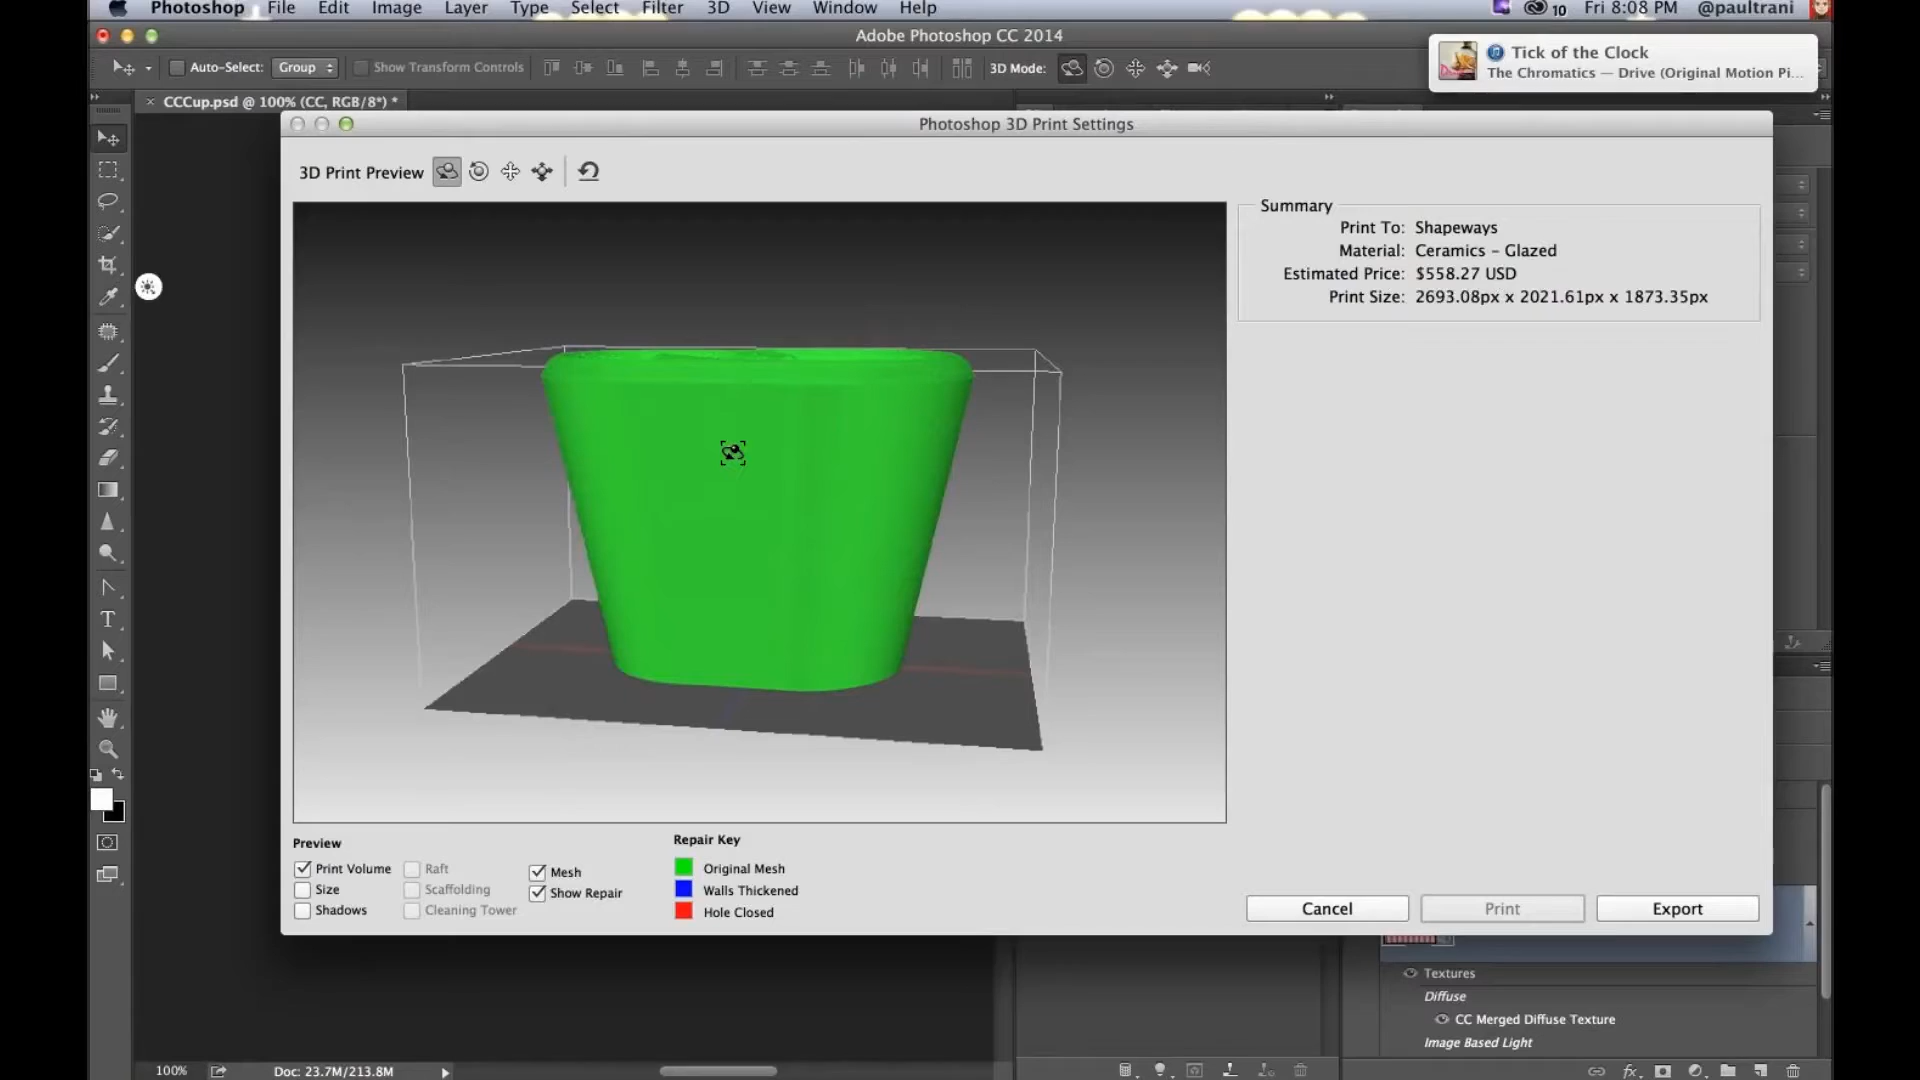 Photoshop File Edit Image Layer Type Select Filter 3D View Window Help 10 Fri 8:08 PM @paultrani
Adobe Photoshop CC 2014
Auto-Select: Group Show Transform Controls 3D Mode:
Tick of the Clock
The Chromatics — Drive (Original Motion Pi...
CCCup.psd @ 100% (CC, RGB/8*) *
Photoshop 3D Print Settings
3D Print Preview
Summary
Print To: Shapeways
Material: Ceramics – Glazed
Estimated Price: $558.27 USD
Print Size: 2693.08px x 2021.61px x 1873.35px
Preview
Print Volume
Size
Shadows
Raft
Scaffolding
Cleaning Tower
Mesh
Show Repair
Repair Key
Original Mesh
Walls Thickened
Hole Closed
Cancel Print Export
Textures
Diffuse
CC Merged Diffuse Texture
Image Based Light
100% Doc: 23.7M/213.8M